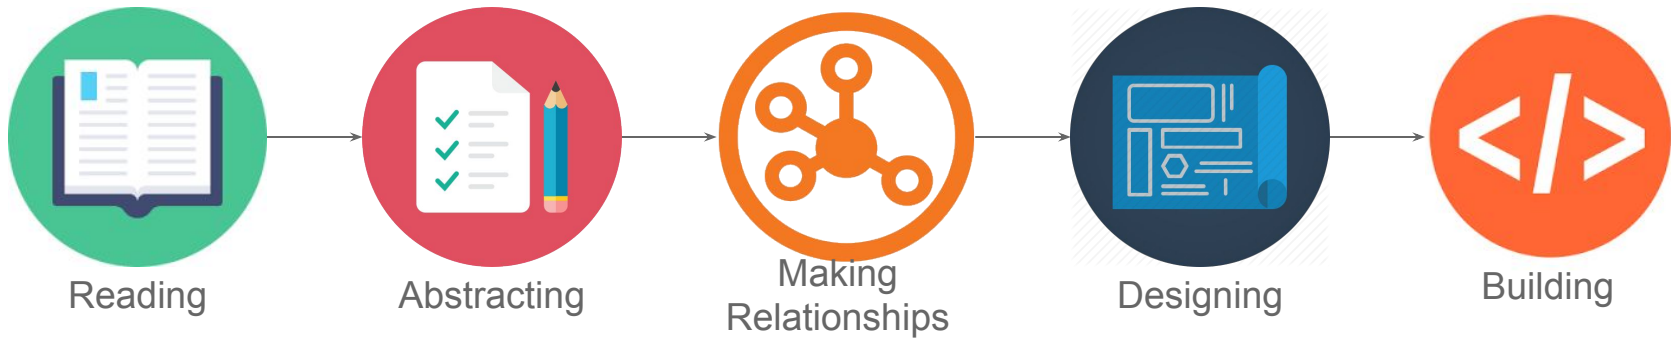 Reading
Abstracting
Making
Relationships
Designing
Building